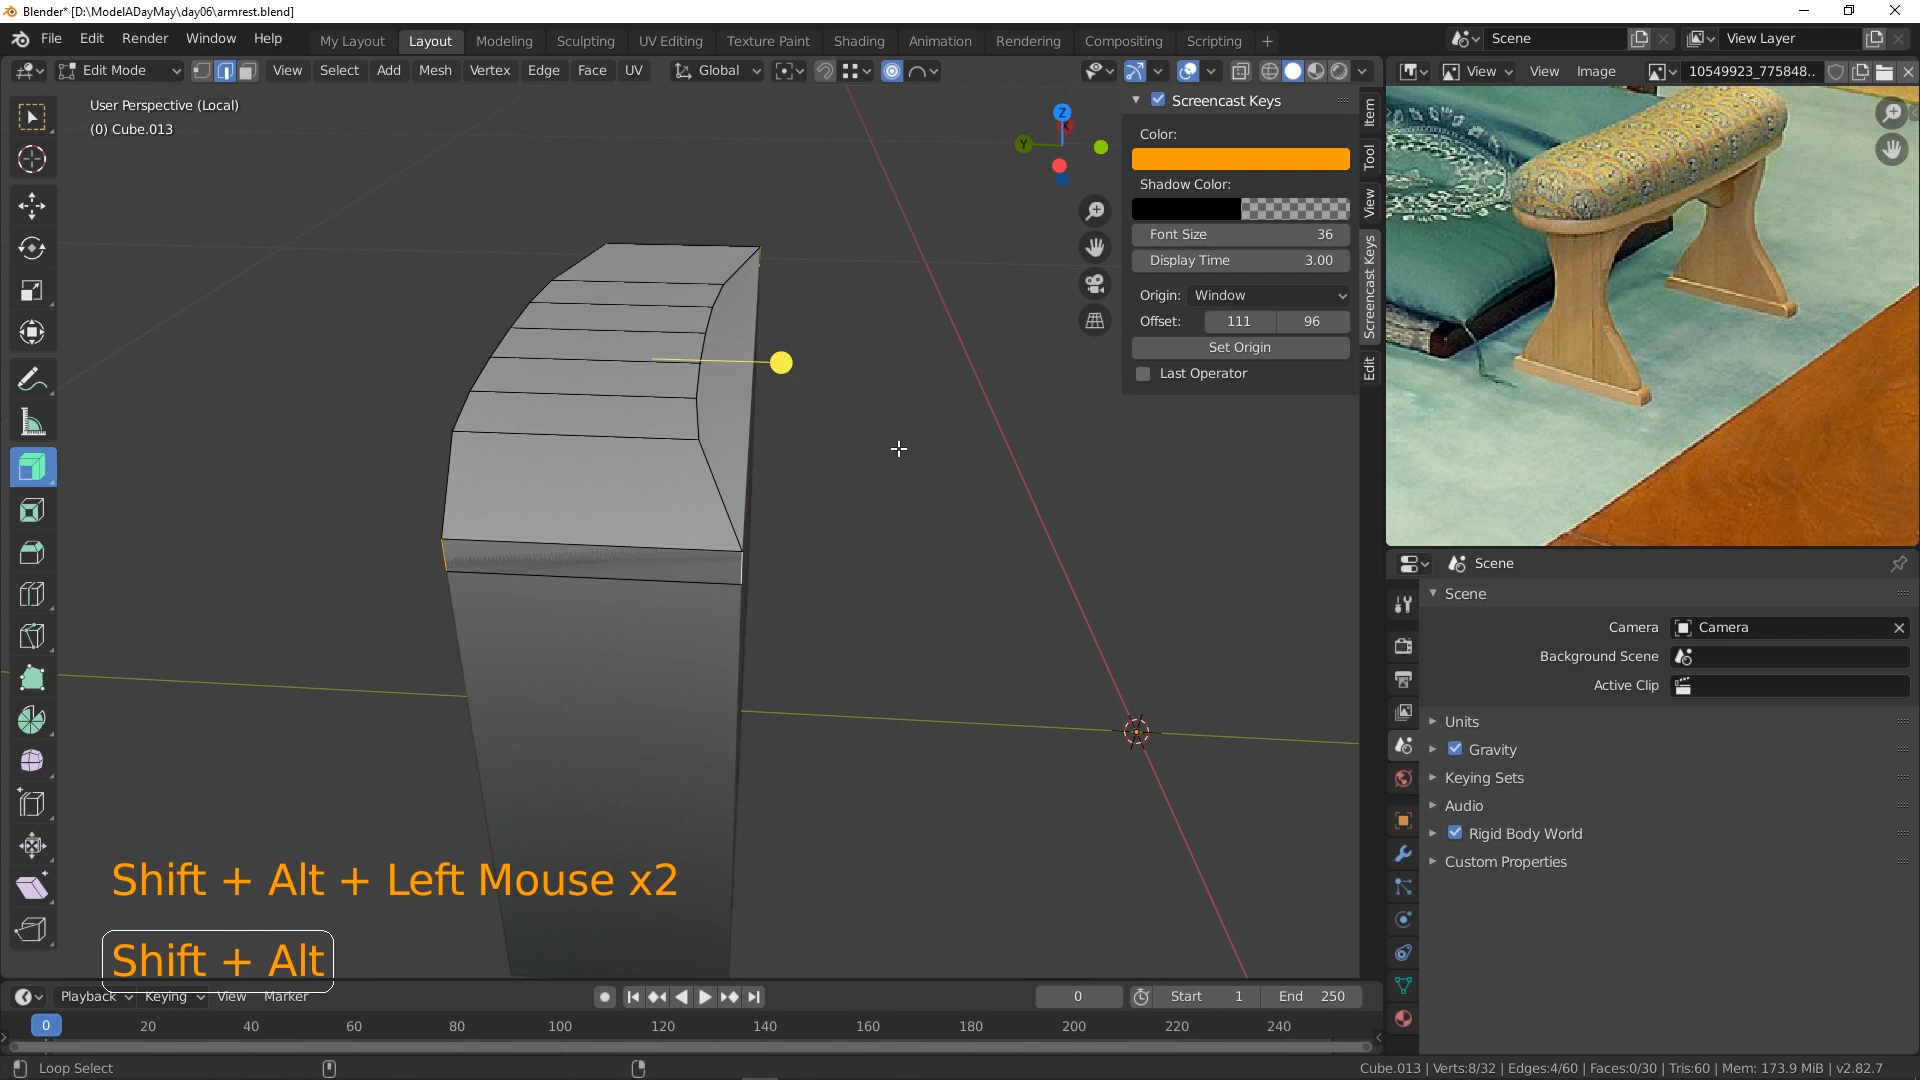 Blender* [D:\ModelADayMay\day06\armrest.blend]
File Edit Render Window Help My Layout Layout Modeling Sculpting UV Editing Texture Paint Shading Animation Rendering Compositing Scripting + Scene View Layer
Edit Mode View Select Add Mesh Vertex Edge Face UV Global View View Image 10549923_775848..
User Perspective (Local)
(0) Cube.013
Z
Y
Screencast Keys
Color:
Shadow Color:
Font Size 36
Display Time 3.00
Origin: Window
Offset: 111 96
Set Origin
Last Operator
Item
Tool
View
Screencast Keys
Edit
Scene
Scene
Camera Camera
Background Scene
Active Clip
Units
Gravity
Keying Sets
Audio
Rigid Body World
Custom Properties
Shift + Alt + Left Mouse x2
Shift + Alt
Playback Keying View Marker 0 Start 1 End 250
0 20 40 60 80 100 120 140 160 180 200 220 240
Loop Select Cube.013 | Verts:8/32 | Edges:4/60 | Faces:0/30 | Tris:60 | Mem: 173.9 MiB | v2.82.7